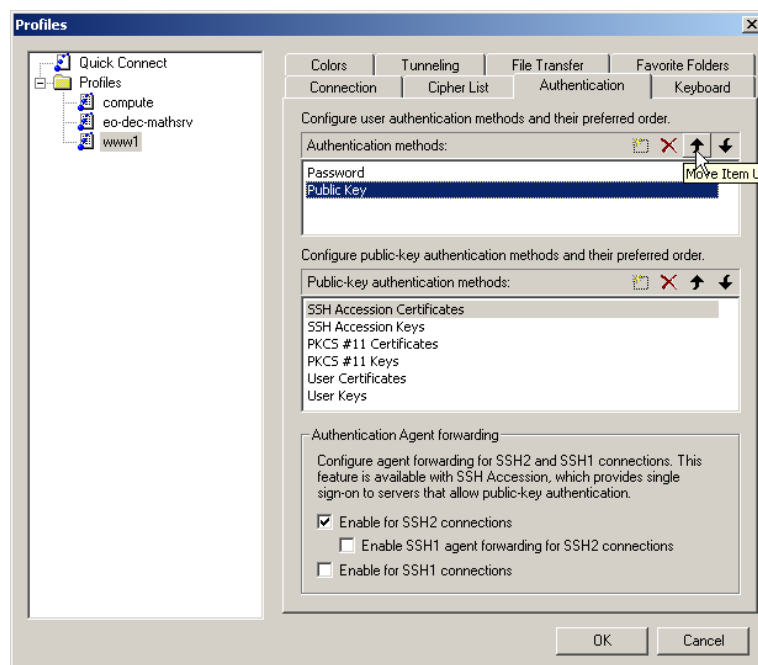 Profiles
Quick Connect
Profiles
compute
eo-dec-mathsrv
www1
Colors
Tunneling
File Transfer
Favorite Folders
Connection
Cipher List
Authentication
Keyboard
Configure user authentication methods and their preferred order.
Authentication methods:
Move Item U
Password
Public Key
Configure public-key authentication methods and their preferred order.
Public-key authentication methods:
SSH Accession Certificates
SSH Accession Keys
PKCS #11 Certificates
PKCS #11 Keys
User Certificates
User Keys
Authentication Agent forwarding
Configure agent forwarding for SSH2 and SSH1 connections. This
feature is available with SSH Accession, which provides single
sign-on to servers that allow public-key authentication.
Enable for SSH2 connections
Enable SSH1 agent forwarding for SSH2 connections
Enable for SSH1 connections
OK
Cancel